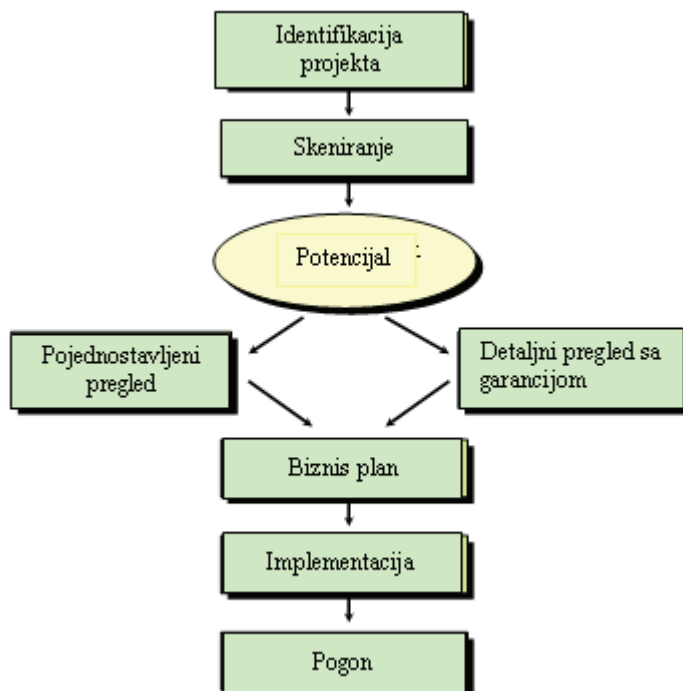 Identifikacija
projekta
Skeniranje
Potencijal
Pojednostavljeni
pregled
Detaljni pregled sa
garancijom
Biznis plan
Implementacija
Pogon